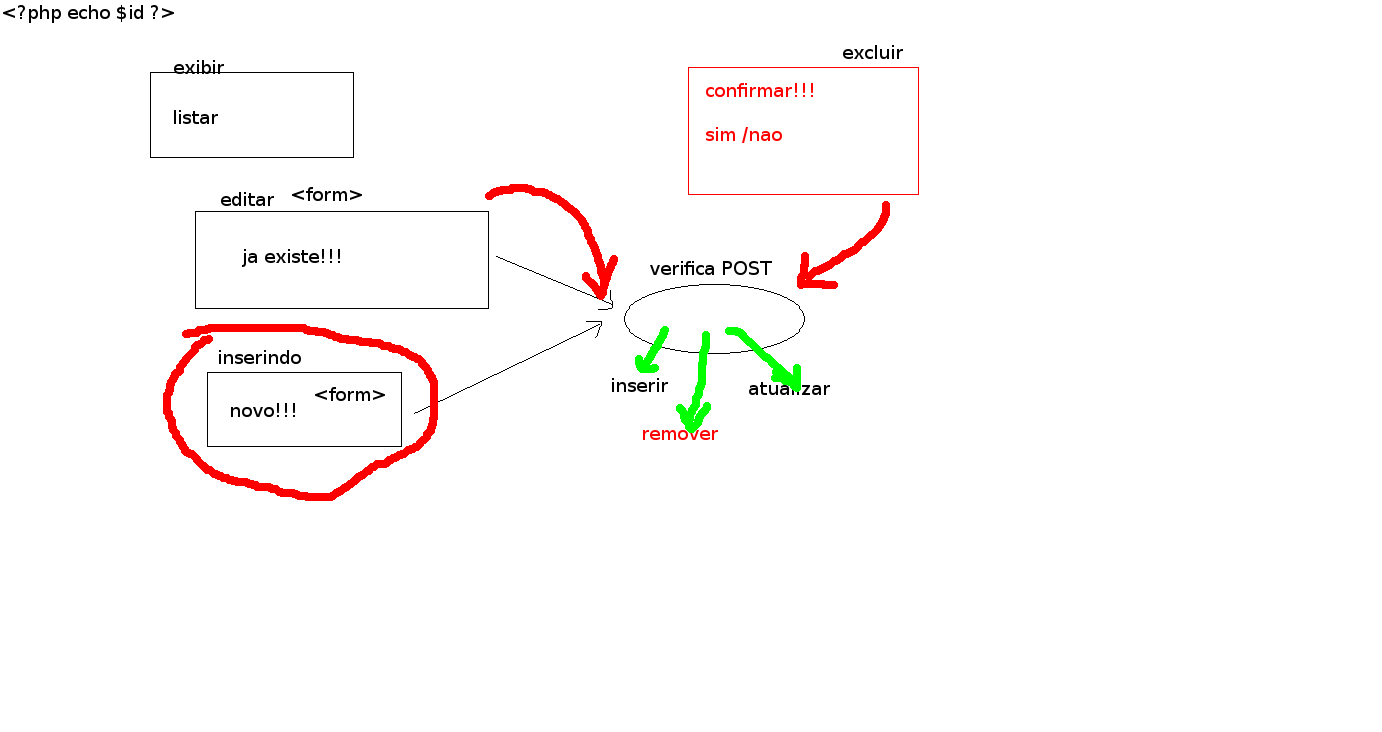 <?php echo $id ?>
exibir
listar
excluir
confirmar!!!
sim /nao
editar <form>
ja existe!!!
verifica POST
inserindo
<form>
novo!!!
inserir
atualizar
remover